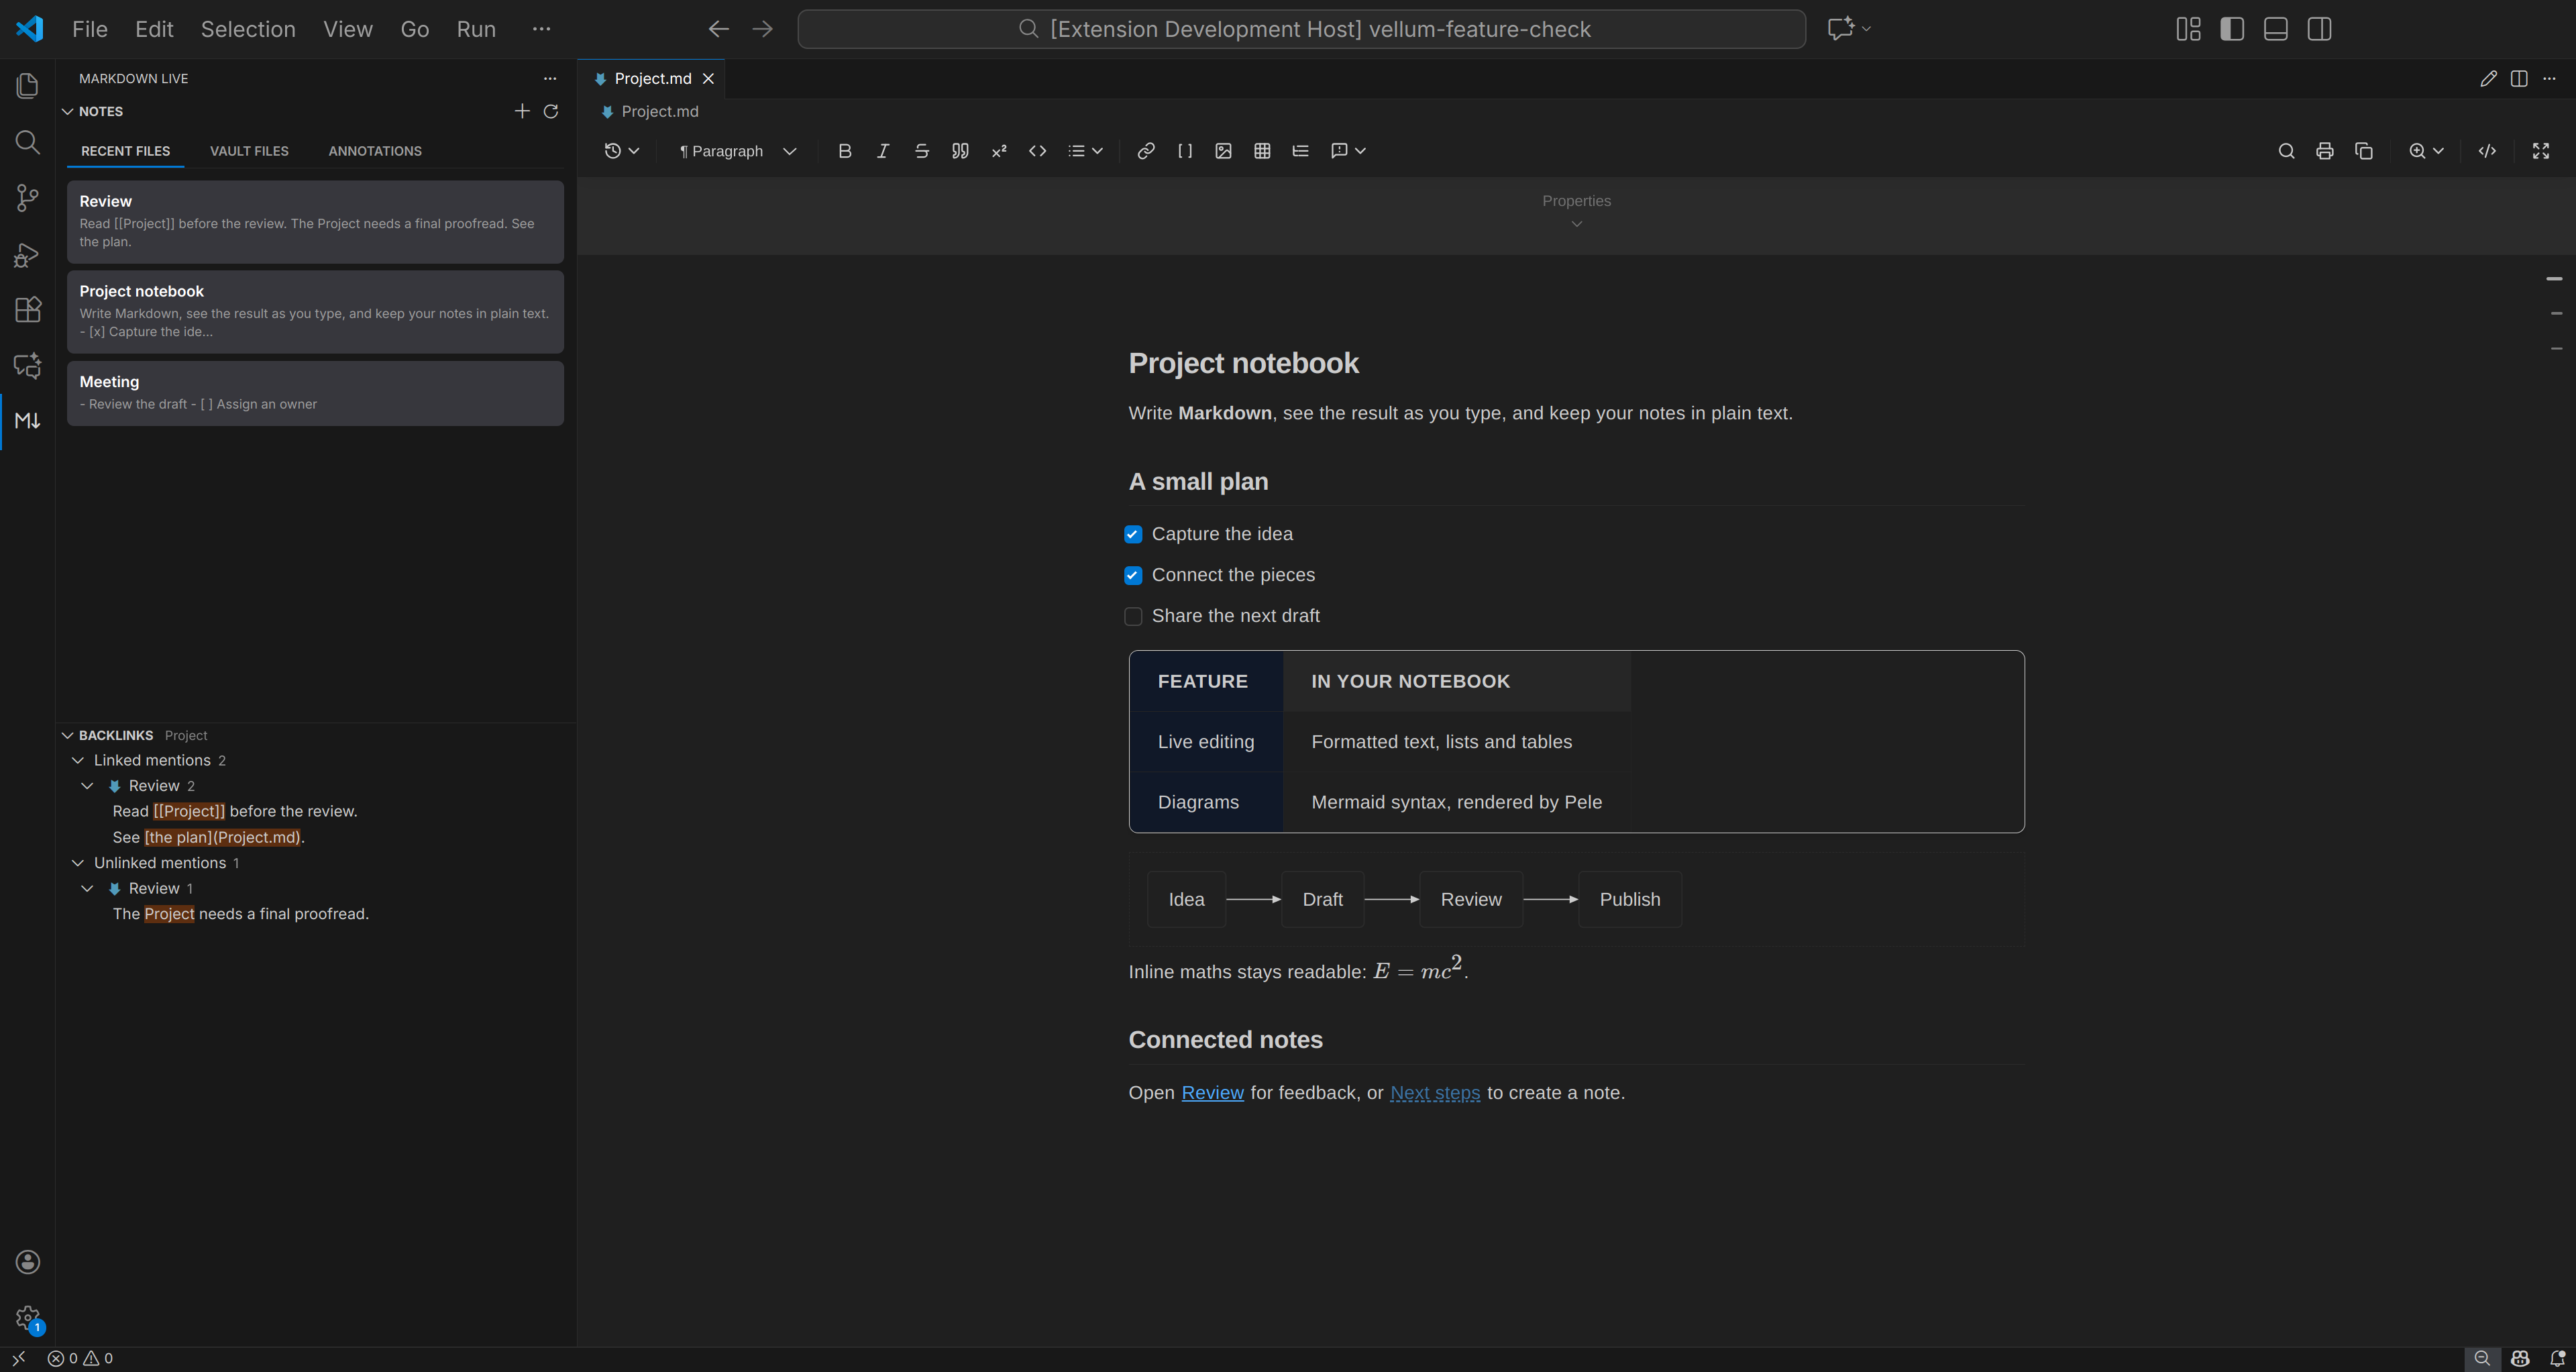 File Edit Selection View Go Run ···
[Extension Development Host] vellum-feature-check
MARKDOWN LIVE
NOTES
RECENT FILES VAULT FILES ANNOTATIONS
Review
Read [[Project]] before the review. The Project needs a final proofread. See
the plan.
Project notebook
Write Markdown, see the result as you type, and keep your notes in plain text.
- [x] Capture the ide...
Meeting
- Review the draft - [ ] Assign an owner
BACKLINKS Project
Linked mentions 2
Review 2
Read [[Project]] before the review.
See [the plan](Project.md).
Unlinked mentions 1
Review 1
The Project needs a final proofread.
Project.md
Project.md
¶ Paragraph
Properties
Project notebook
Write Markdown, see the result as you type, and keep your notes in plain text.
A small plan
Capture the idea
Connect the pieces
Share the next draft
FEATURE IN YOUR NOTEBOOK
Live editing Formatted text, lists and tables
Diagrams Mermaid syntax, rendered by Pele
Idea Draft Review Publish
Inline maths stays readable: E = mc².
Connected notes
Open Review for feedback, or Next steps to create a note.
M↓
1
0 0